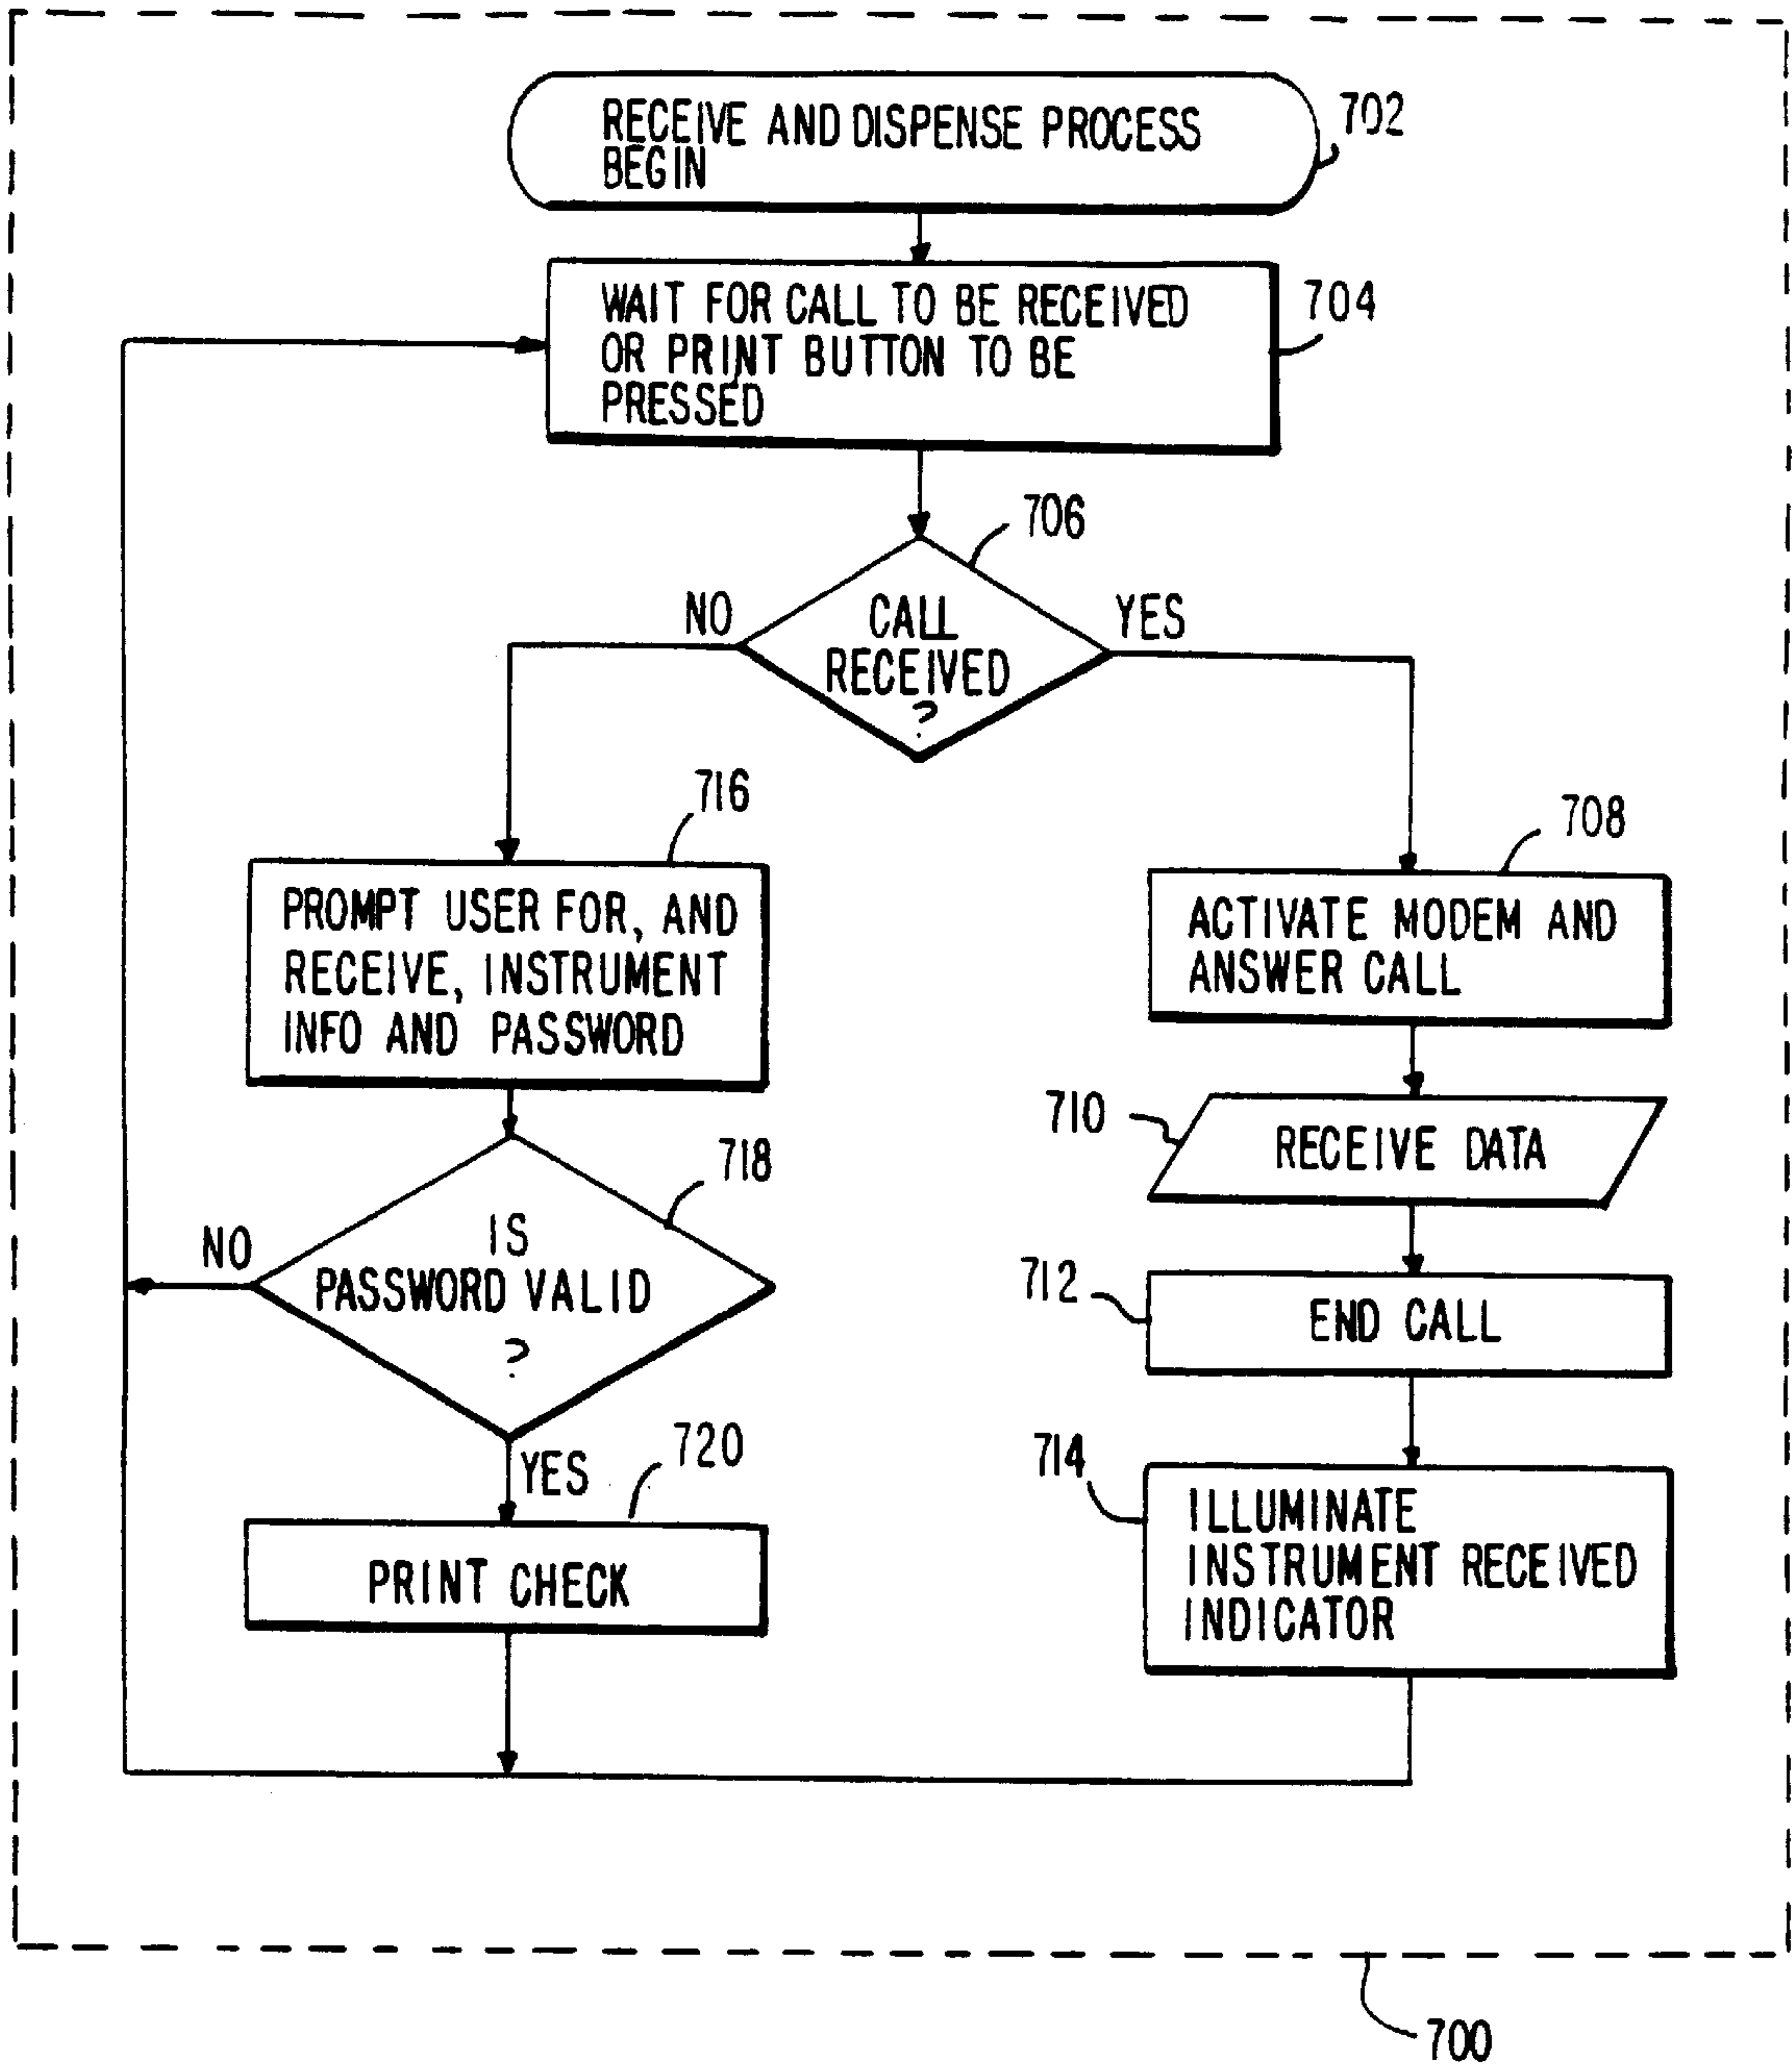 RECEIVE AND DISPENSE PROCESS
BEGIN
702
WAIT FOR CALL TO BE RECEIVED
OR PRINT BUTTON TO BE
PRESSED
704
706
NO
CALL
RECEIVED
?
YES
716
708
PROMPT USER FOR, AND
RECEIVE, INSTRUMENT
INFO AND PASSWORD
ACTIVATE MODEM AND
ANSWER CALL
710
RECEIVE DATA
718
NO
IS
PASSWORD VALID
?
YES
712
END CALL
720
PRINT CHECK
714
ILLUMINATE
INSTRUMENT RECEIVED
INDICATOR
700